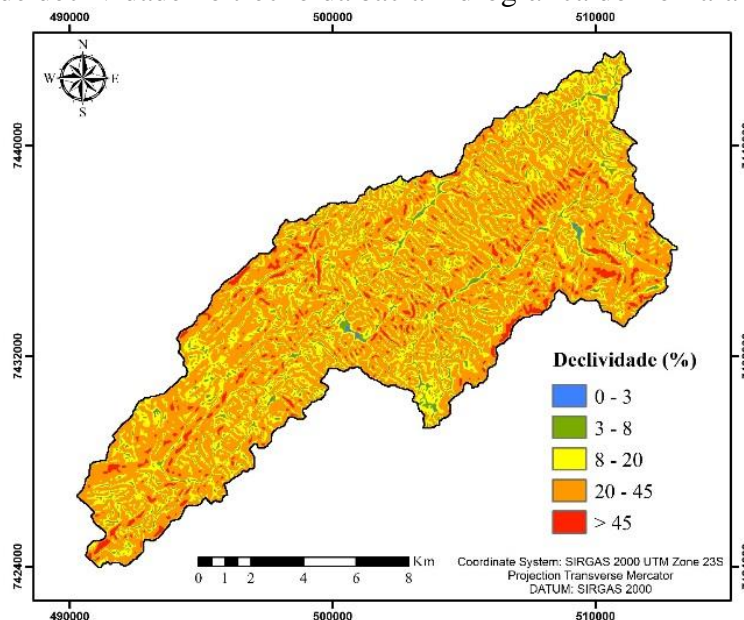 490000 500000 510000
N
W E
S
7440000
7432000
7424000
Declividade (%)
0 - 3
3 - 8
8 - 20
20 - 45
> 45
Km
0 1 2 4 6 8
Coordinate System: SIRGAS 2000 UTM Zone 23S
Projection Transverse Mercator
DATUM: SIRGAS 2000
490000 500000 510000